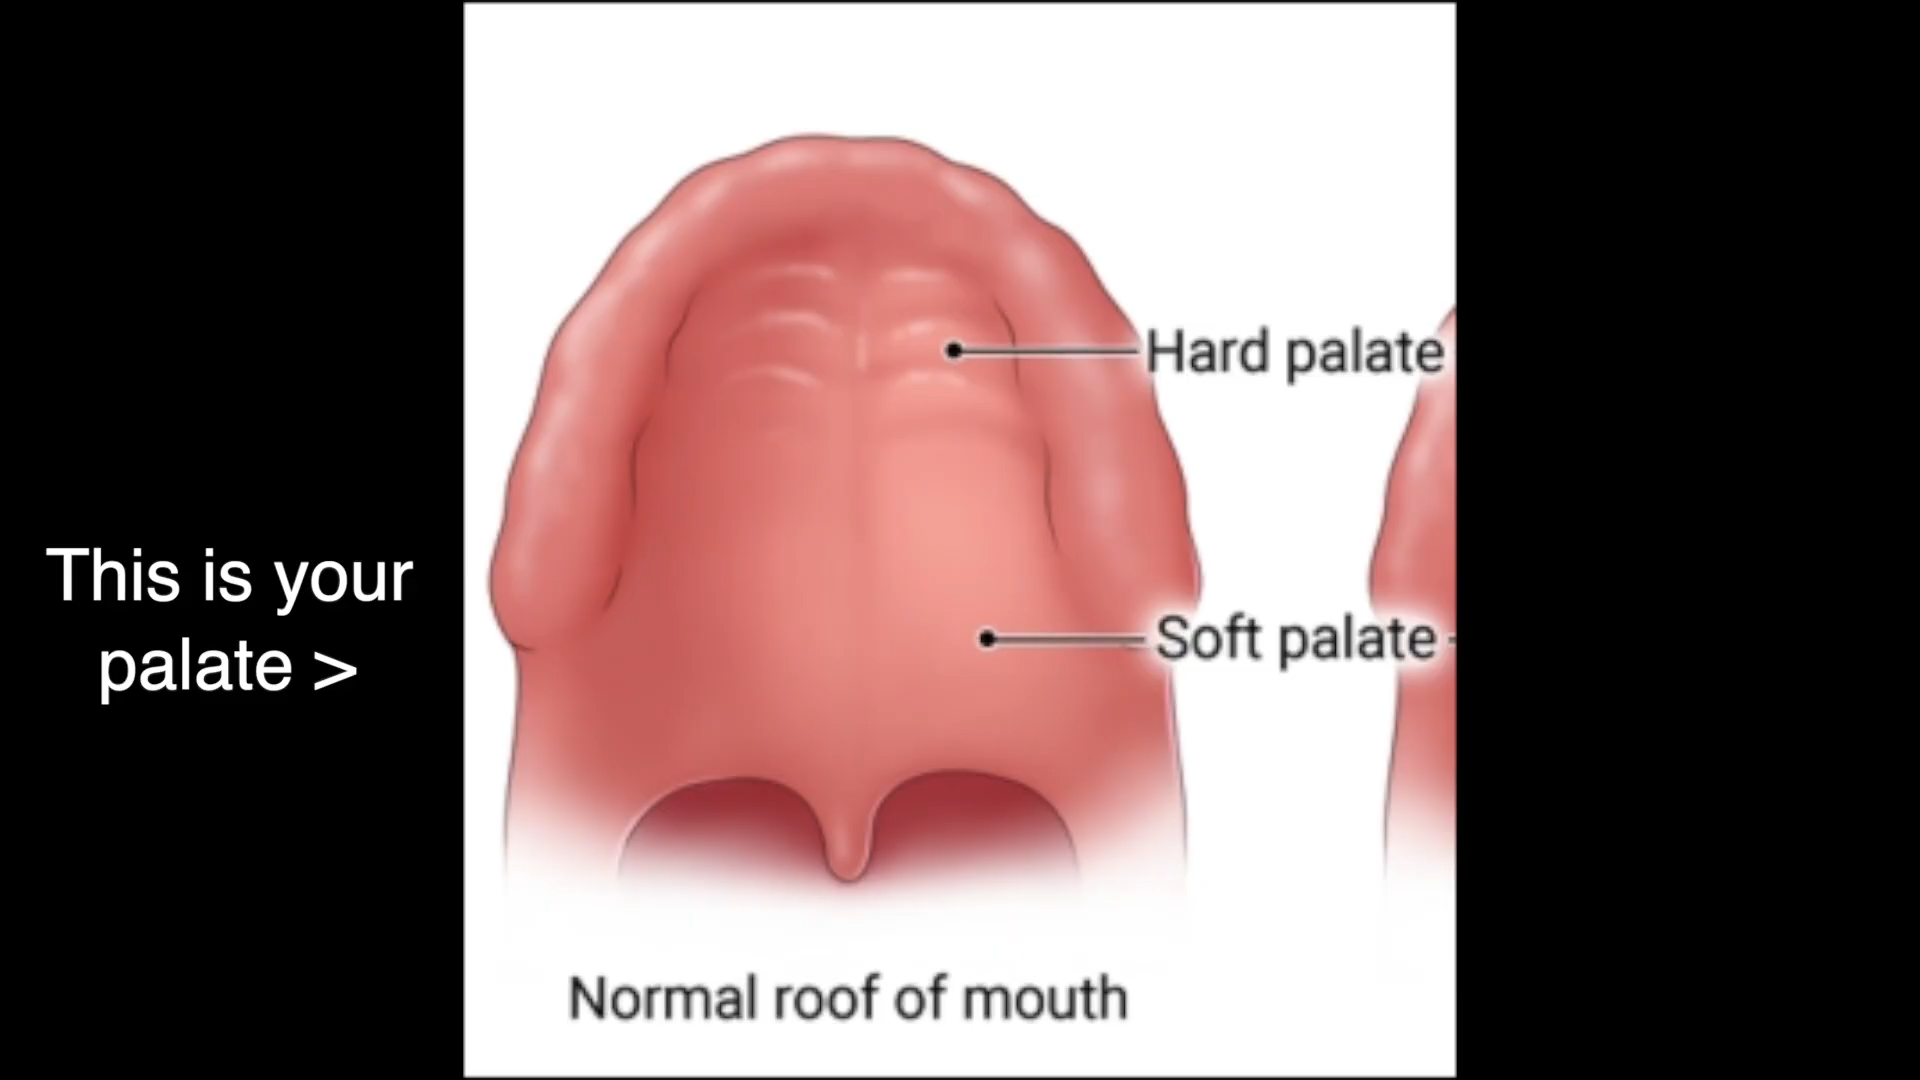 This is your
palate >
Hard palate
Soft palate
Normal roof of mouth